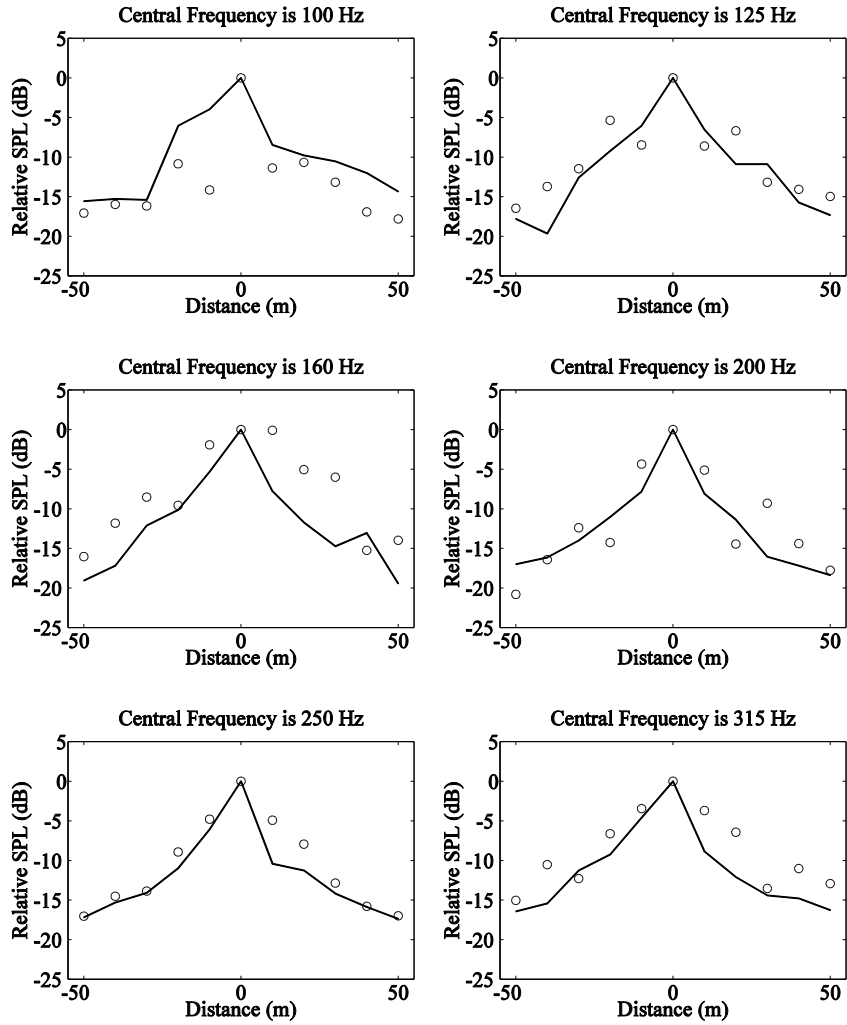 Central Frequency is 100 Hz
5
0
-5
-10
-15
-20
-25
Relative SPL (dB)
-50 0 50
Distance (m)
Central Frequency is 125 Hz
5
0
-5
-10
-15
-20
-25
Relative SPL (dB)
-50 0 50
Distance (m)
Central Frequency is 160 Hz
5
0
-5
-10
-15
-20
-25
Relative SPL (dB)
-50 0 50
Distance (m)
Central Frequency is 200 Hz
5
0
-5
-10
-15
-20
-25
Relative SPL (dB)
-50 0 50
Distance (m)
Central Frequency is 250 Hz
5
0
-5
-10
-15
-20
-25
Relative SPL (dB)
-50 0 50
Distance (m)
Central Frequency is 315 Hz
5
0
-5
-10
-15
-20
-25
Relative SPL (dB)
-50 0 50
Distance (m)